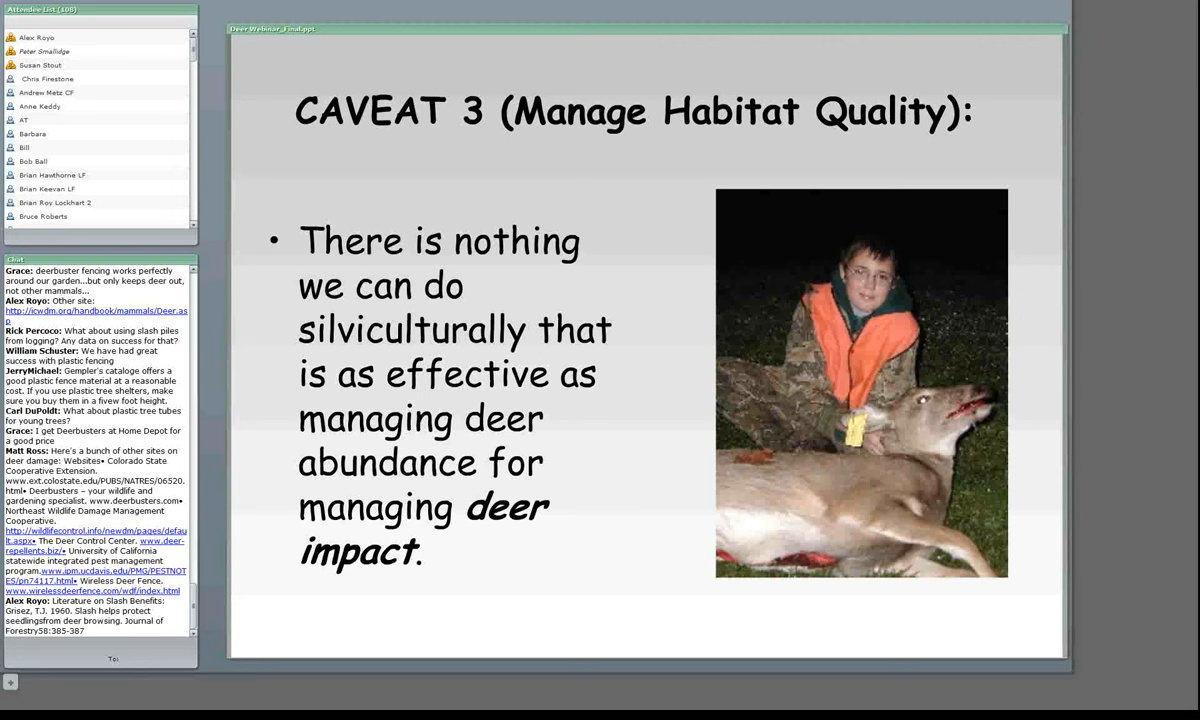 Attendee List (108)
Alex Royo
Peter Smallidge
Susan Stout
Chris Firestone
Andrew Metz CF
Anne Keddy
AT
Barbara
Bill
Bob Ball
Brian Hawthorne LF
Brian Keevan LF
Brian Roy Lockhart 2
Bruce Roberts
Chat
Grace: deerbuster fencing works perfectly
around our garden...but only keeps deer out,
not other mammals...
Alex Royo: Other site:
http://icwdm.org/handbook/mammals/Deer.as
p
Rick Percoco: What about using slash piles
from logging? Any data on success for that?
William Schuster: We have had great
success with plastic fencing
JerryMichael: Gempler's cataloge offers a
good plastic fence material at a reasonable
cost. If you use plastic tree shelters, make
sure you buy them in a fivew foot height.
Carl DuPoldt: What about plastic tree tubes
for young trees?
Grace: I get Deerbusters at Home Depot for
a good price
Matt Ross: Here's a bunch of other sites on
deer damage: Websites• Colorado State
Cooperative Extension.
www.ext.colostate.edu/PUBS/NATRES/06520.
html• Deerbusters – your wildlife and
gardening specialist. www.deerbusters.com•
Northeast Wildlife Damage Management
Cooperative.
http://wildlifecontrol.info/newdm/pages/defau
lt.aspx• The Deer Control Center. www.deer-
repellents.biz/• University of California
statewide integrated pest management
program.www.ipm.ucdavis.edu/PMG/PESTNOT
ES/pn74117.html• Wireless Deer Fence.
www.wirelessdeerfence.com/wdf/index.html
Alex Royo: Literature on Slash Benefits:
Grisez, T.J. 1960. Slash helps protect
seedlingsfrom deer browsing. Journal of
Forestry58:385-387
To:
Deer Webinar_Final.ppt
CAVEAT 3 (Manage Habitat Quality):
• There is nothing
we can do
silviculturally that
is as effective as
managing deer
abundance for
managing deer
impact.